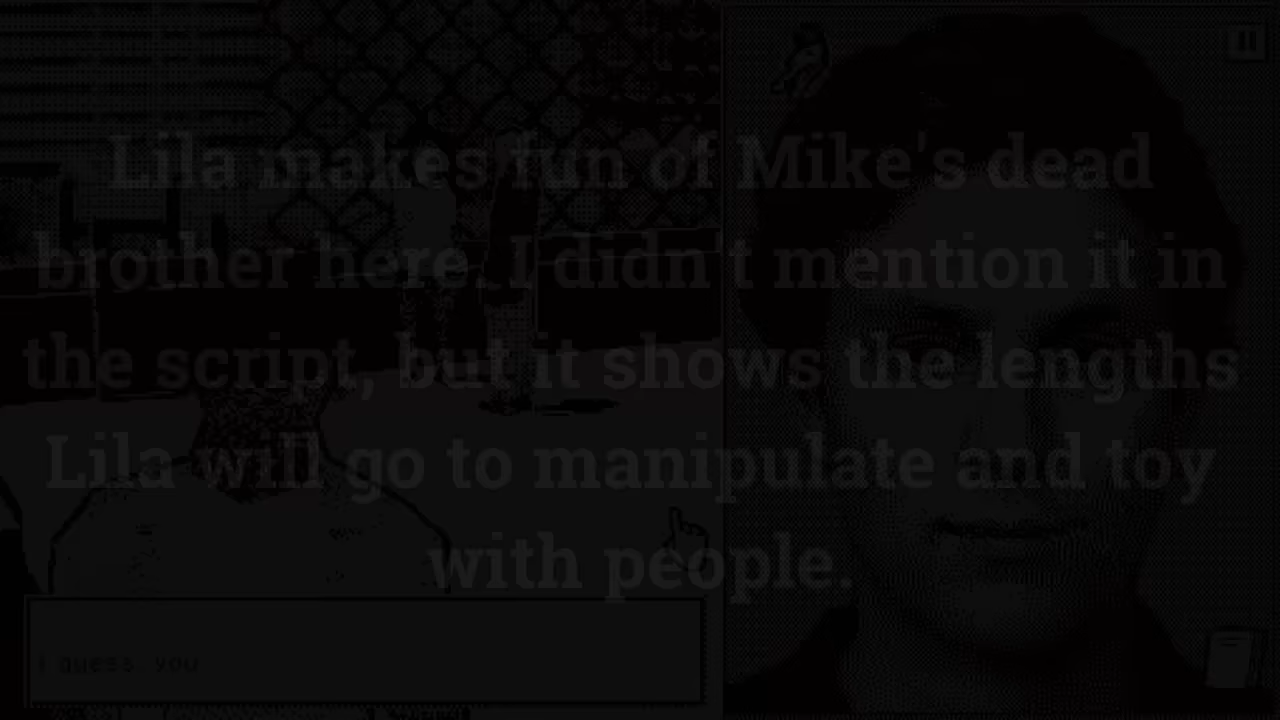 Lila makes fun of Mike's dead
brother here, I didn't mention it in
the script, but it shows the lengths
Lila will go to manipulate and toy
with people.
I guess you